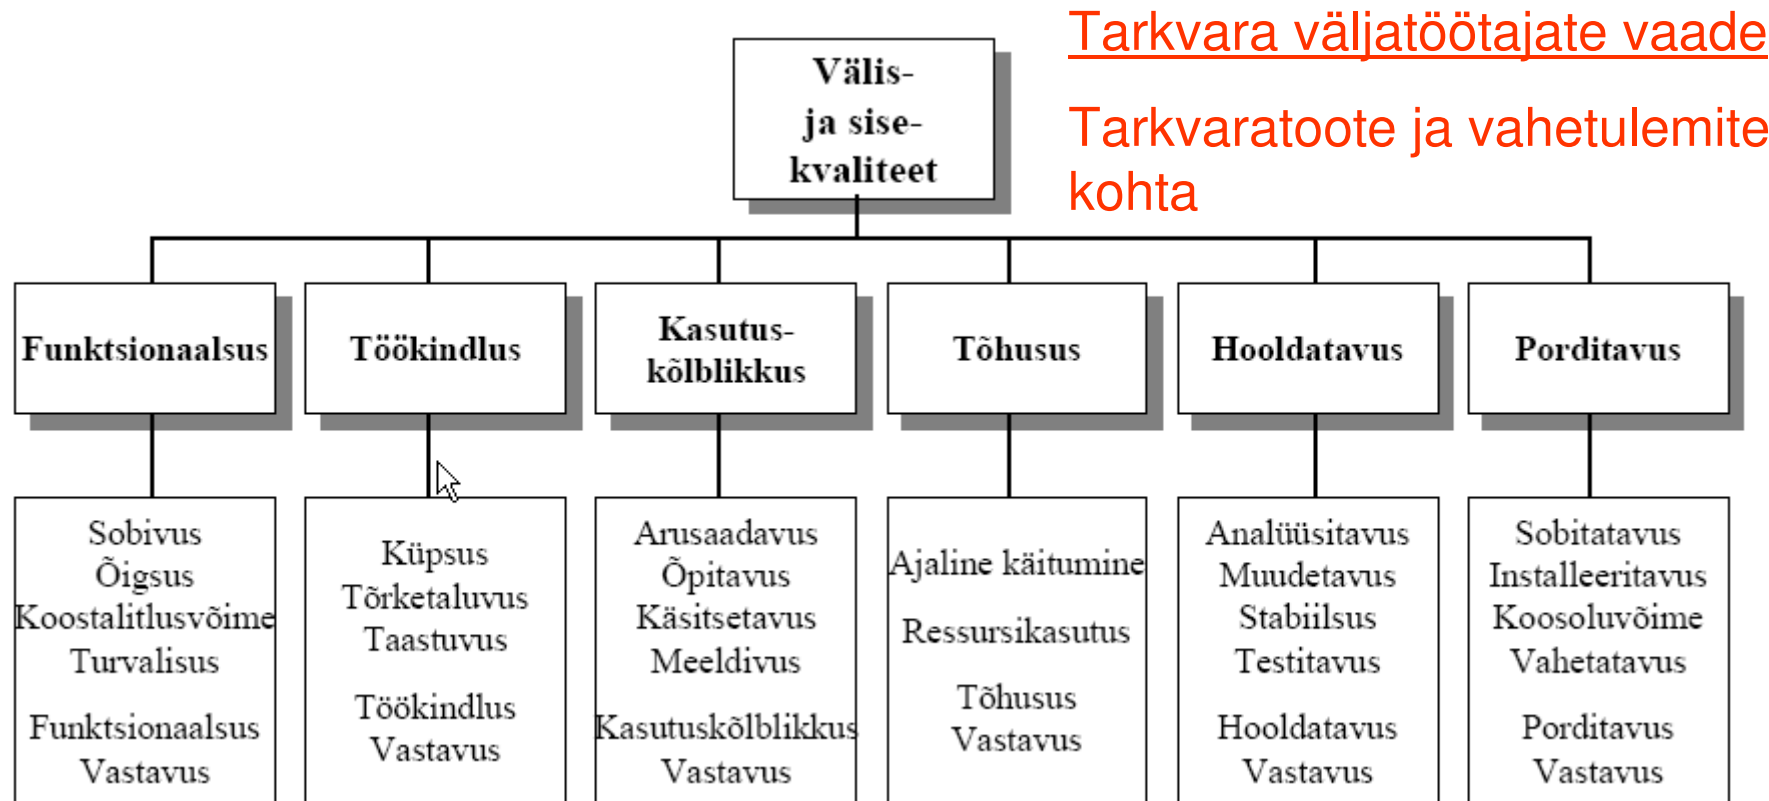 Tarkvara väljatöötajate vaade
Tarkvaratoote ja vahetulemite
kohta
Välis-
ja sise-
kvaliteet
Funktsionaalsus
Töökindlus
Kasutus-
kõlblikkus
Tõhusus
Hooldatavus
Porditavus
Sobivus
Õigsus
Koostalitlusvõime
Turvalisus
Funktsionaalsus
Vastavus
Küpsus
Tõrketaluvus
Taastuvus
Töökindlus
Vastavus
Arusaadavus
Õpitavus
Käsitsetavus
Meeldivus
Kasutuskõlblikkus
Vastavus
Ajaline käitumine
Ressursikasutus
Tõhusus
Vastavus
Analüüsitavus
Muudetavus
Stabiilsus
Testitavus
Hooldatavus
Vastavus
Sobitatavus
Installeeritavus
Koosoluvõime
Vahetatavus
Porditavus
Vastavus